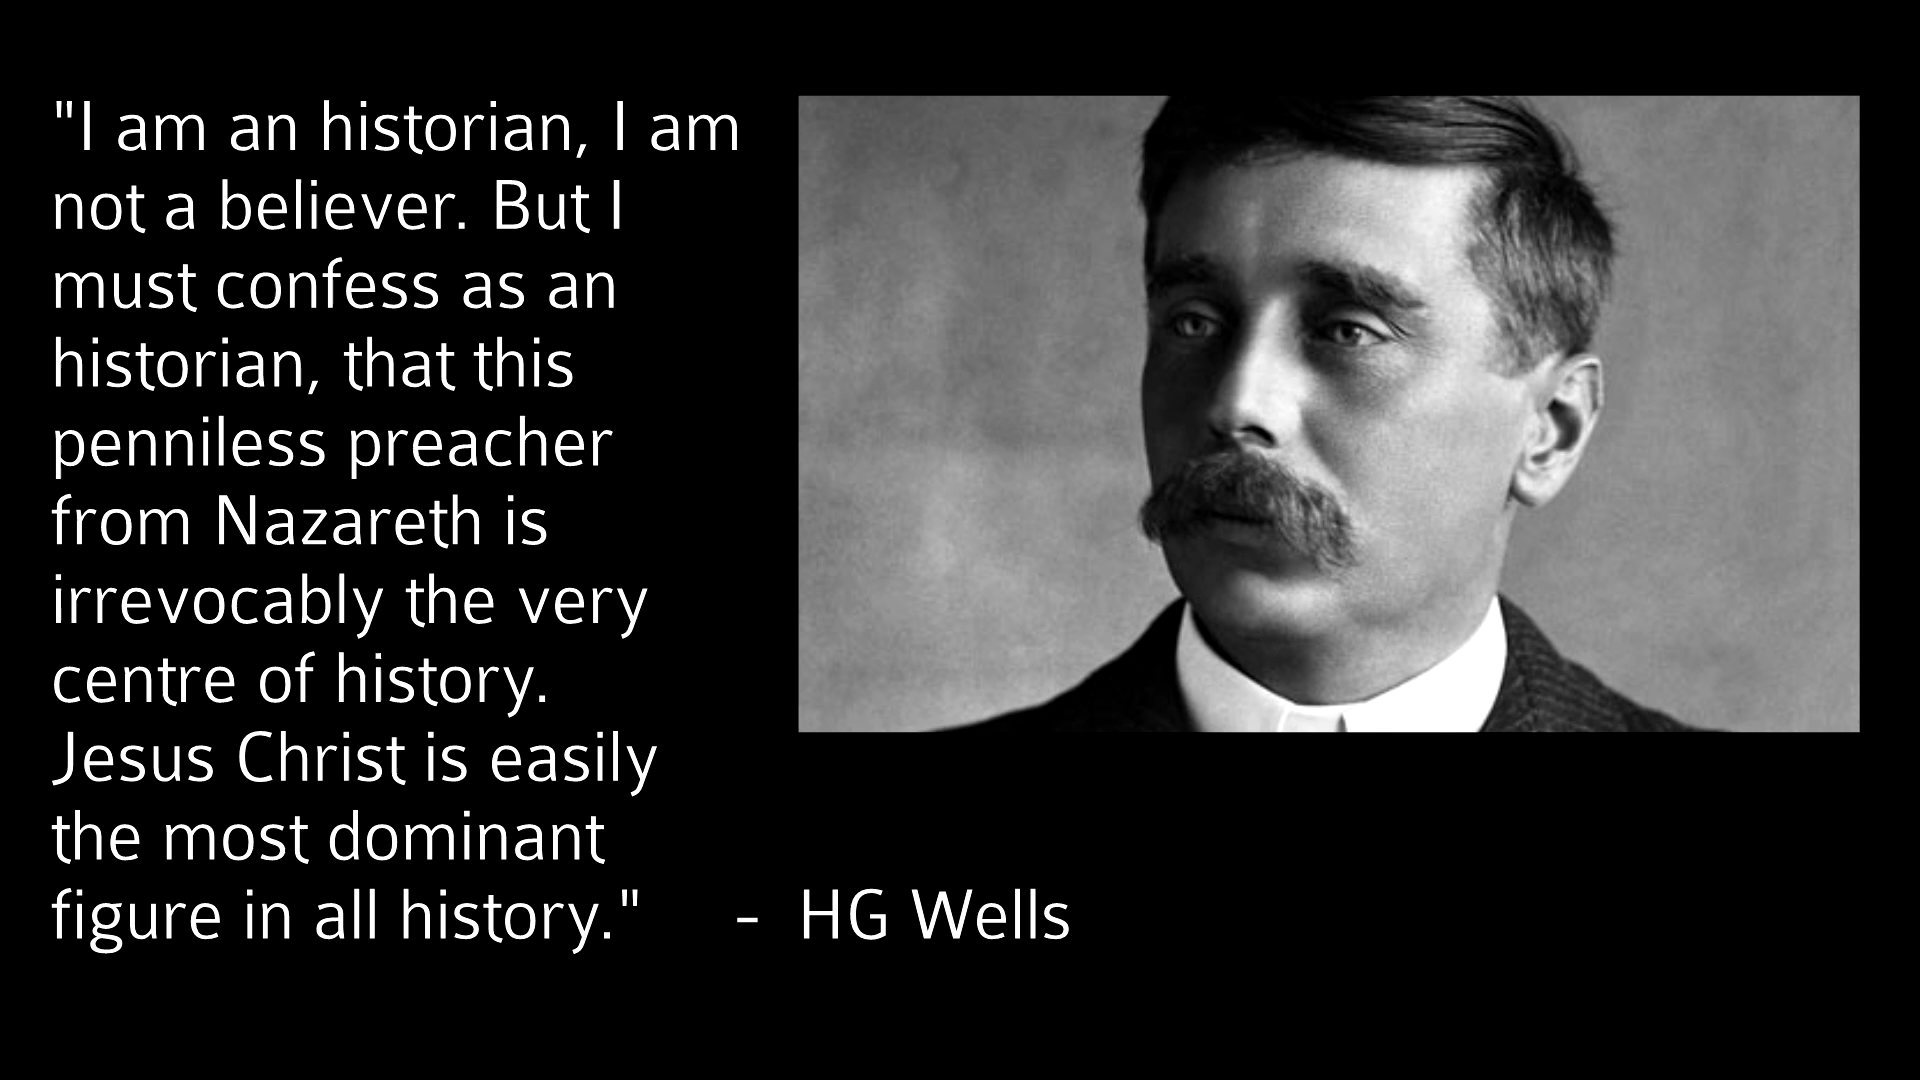 "I am an historian, I am
not a believer. But I
must confess as an
historian, that this
penniless preacher
from Nazareth is
irrevocably the very
centre of history.
Jesus Christ is easily
the most dominant
figure in all history." - HG Wells